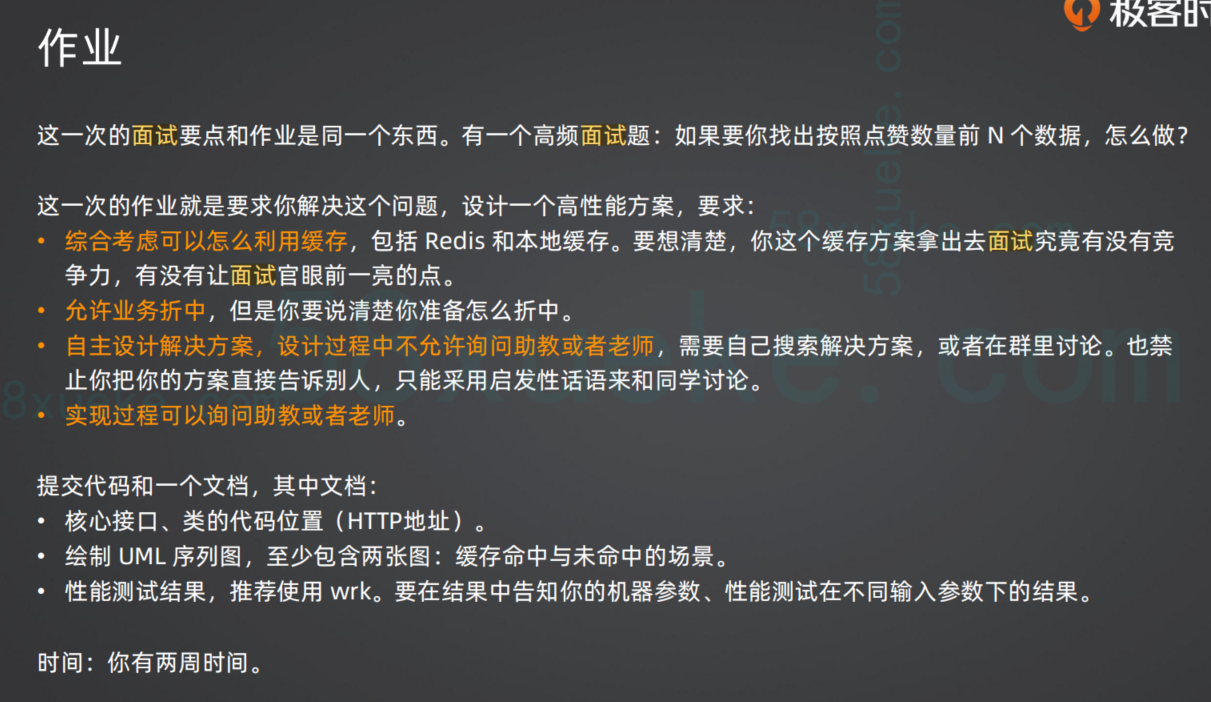 极客时
作业
这一次的面试要点和作业是同一个东西。有一个高频面试题：如果要你找出按照点赞数量前 N 个数据，怎么做？
这一次的作业就是要求你解决这个问题，设计一个高性能方案，要求：
• 综合考虑可以怎么利用缓存，包括 Redis 和本地缓存。要想清楚，你这个缓存方案拿出去面试究竟有没有竞
争力，有没有让面试官眼前一亮的点。
• 允许业务折中，但是你要说清楚你准备怎么折中。
• 自主设计解决方案，设计过程中不允许询问助教或者老师，需要自己搜索解决方案，或者在群里讨论。也禁
止你把你的方案直接告诉别人，只能采用启发性话语来和同学讨论。
• 实现过程可以询问助教或者老师。
提交代码和一个文档，其中文档：
• 核心接口、类的代码位置（HTTP地址）。
• 绘制 UML 序列图，至少包含两张图：缓存命中与未命中的场景。
• 性能测试结果，推荐使用 wrk。要在结果中告知你的机器参数、性能测试在不同输入参数下的结果。
时间：你有两周时间。
58xueke.com
58xueke.com
8xueke.com